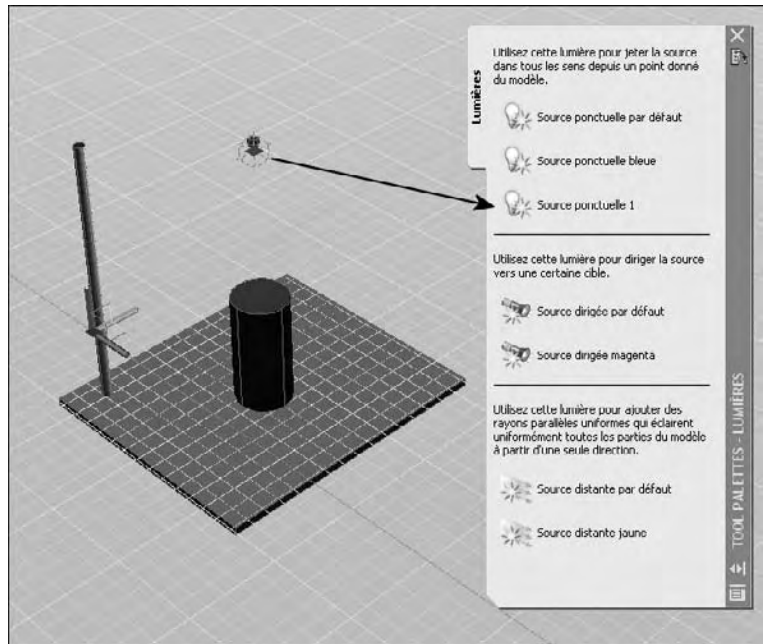 Lumières
Utilisez cette lumière pour jeter la source
dans tous les sens depuis un point donné
du modèle.
Source ponctuelle par défaut
Source ponctuelle bleue
Source ponctuelle 1
Utilisez cette lumière pour diriger la source
vers une certaine cible.
Source dirigée par défaut
Source dirigée magenta
Utilisez cette lumière pour ajouter des
rayons parallèles uniformes qui éclairent
uniformément toutes les parties du modèle
à partir d'une seule direction.
Source distante par défaut
Source distante jaune
TOOL PALETTES - LUMIÈRES